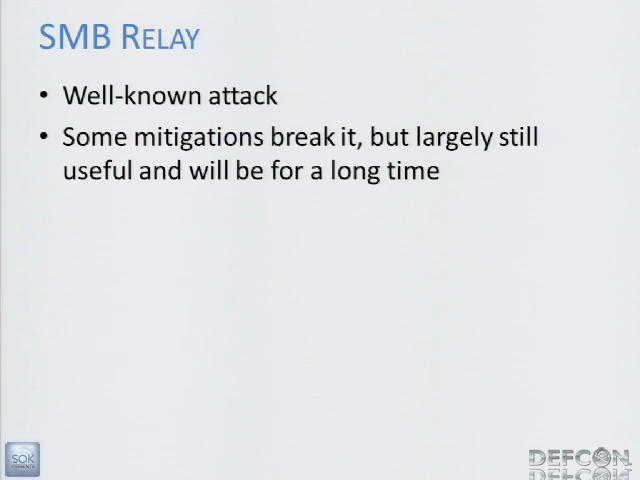 SMB RELAY
• Well-known attack
• Some mitigations break it, but largely still
useful and will be for a long time
SOK
DEFCON